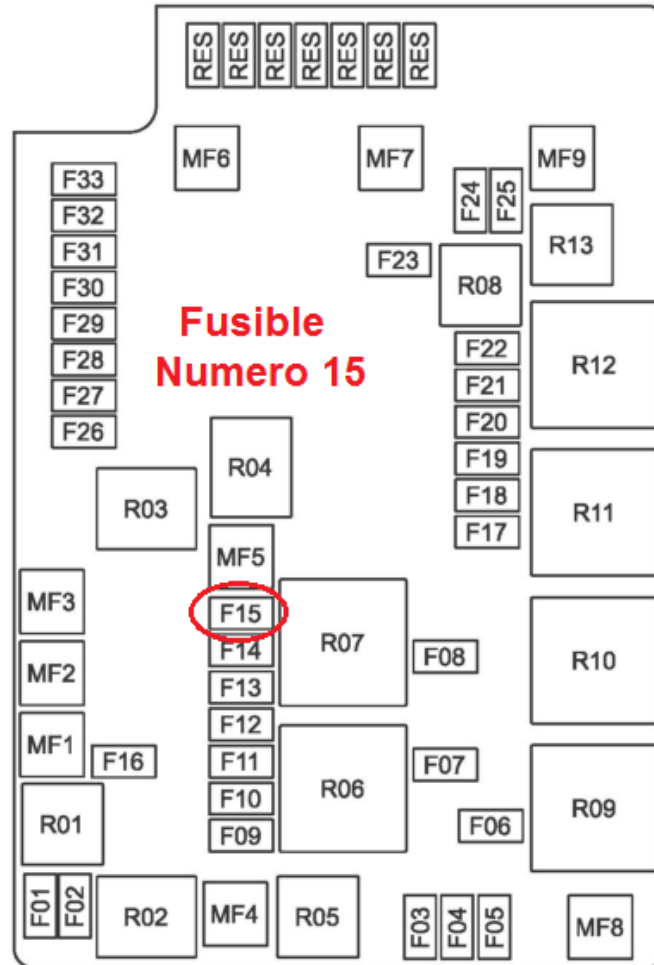 RES RES RES RES RES RES RES
MF6 MF7 MF9
F33
F32
F31
F30
F29
F28
F27
F26
F24 F25
R13
F23
R08
Fusible
Numero 15
F22
F21
F20
F19
F18
F17
R12
R11
R04
R03
MF5
MF3
MF2
MF1
F15
F14
F13
F12
F11
F10
F09
R07
F08
R10
F16
R06
F07
F06
R09
R01
F01 F02
R02
MF4
R05
F03 F04 F05
MF8